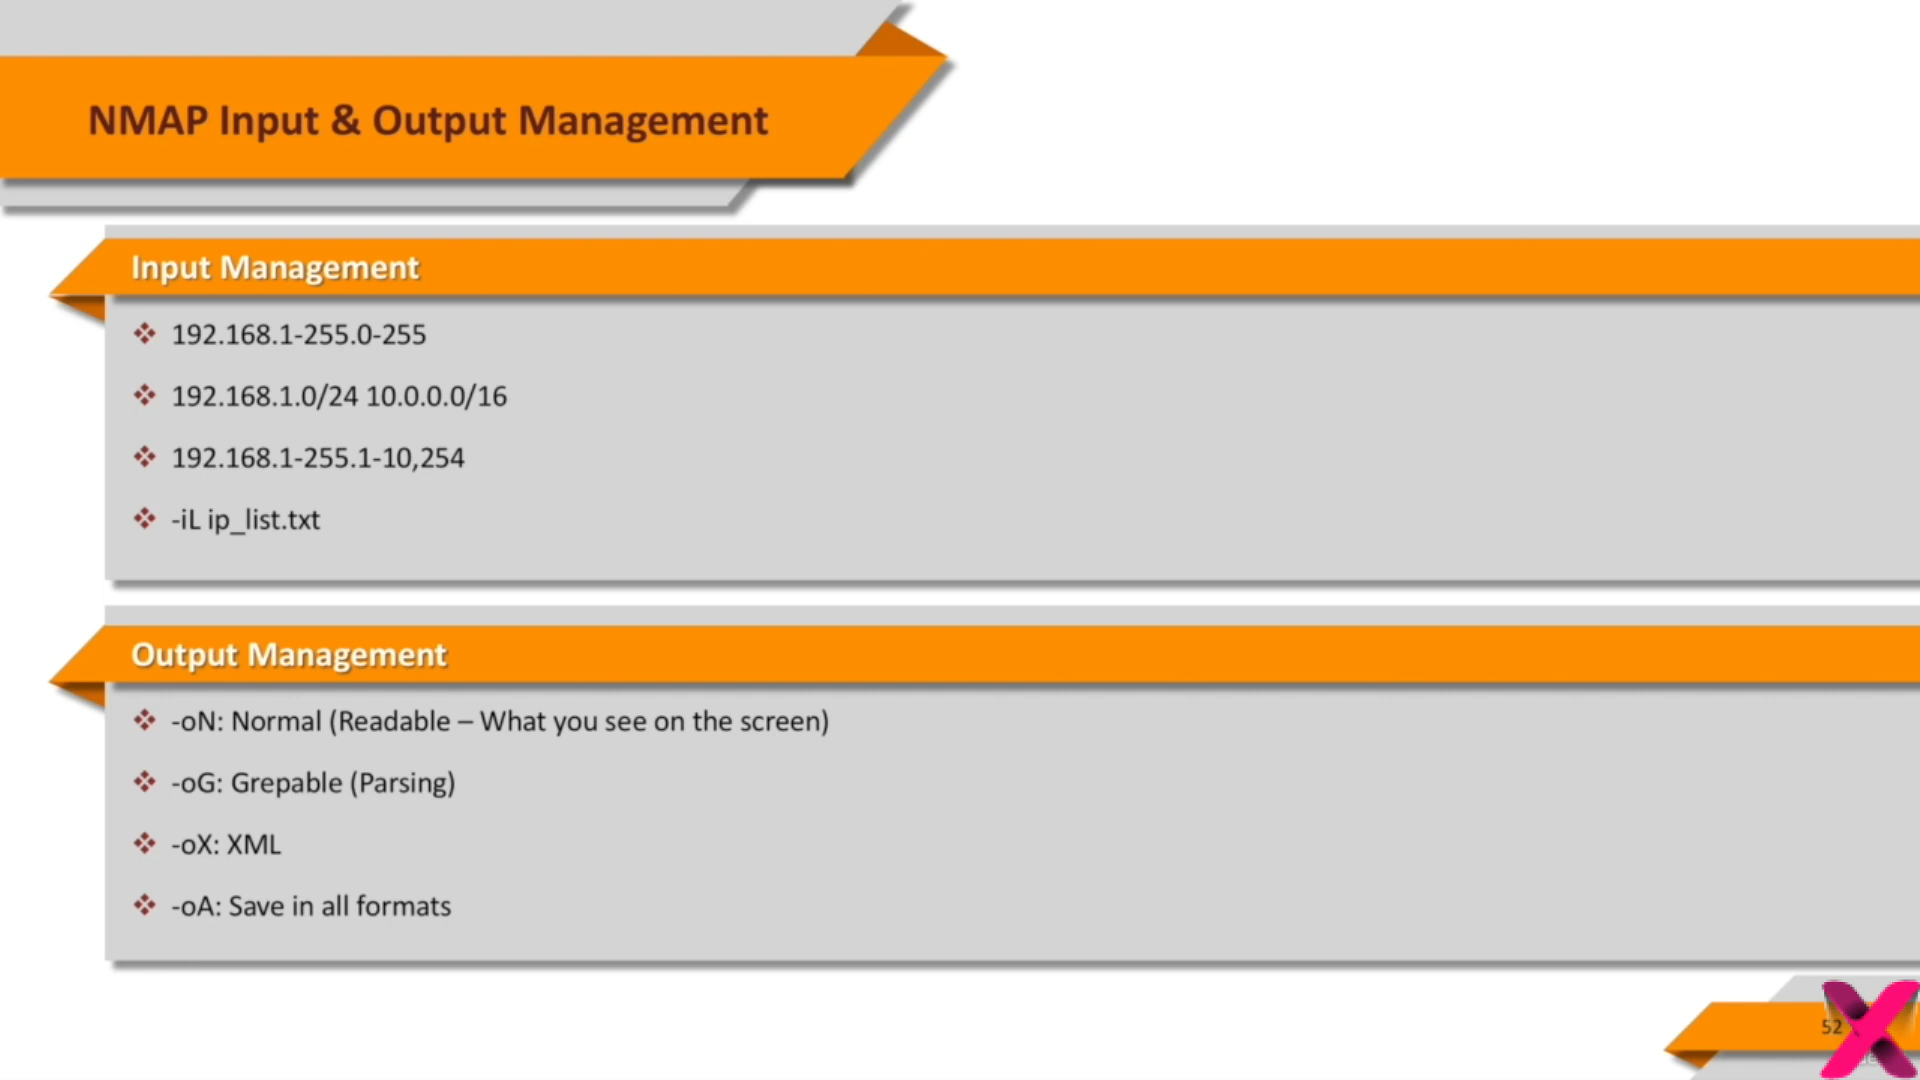 NMAP Input & Output Management
Input Management
192.168.1-255.0-255
192.168.1.0/24 10.0.0.0/16
192.168.1-255.1-10,254
-iL ip_list.txt
Output Management
-oN: Normal (Readable – What you see on the screen)
-oG: Grepable (Parsing)
-oX: XML
-oA: Save in all formats
52